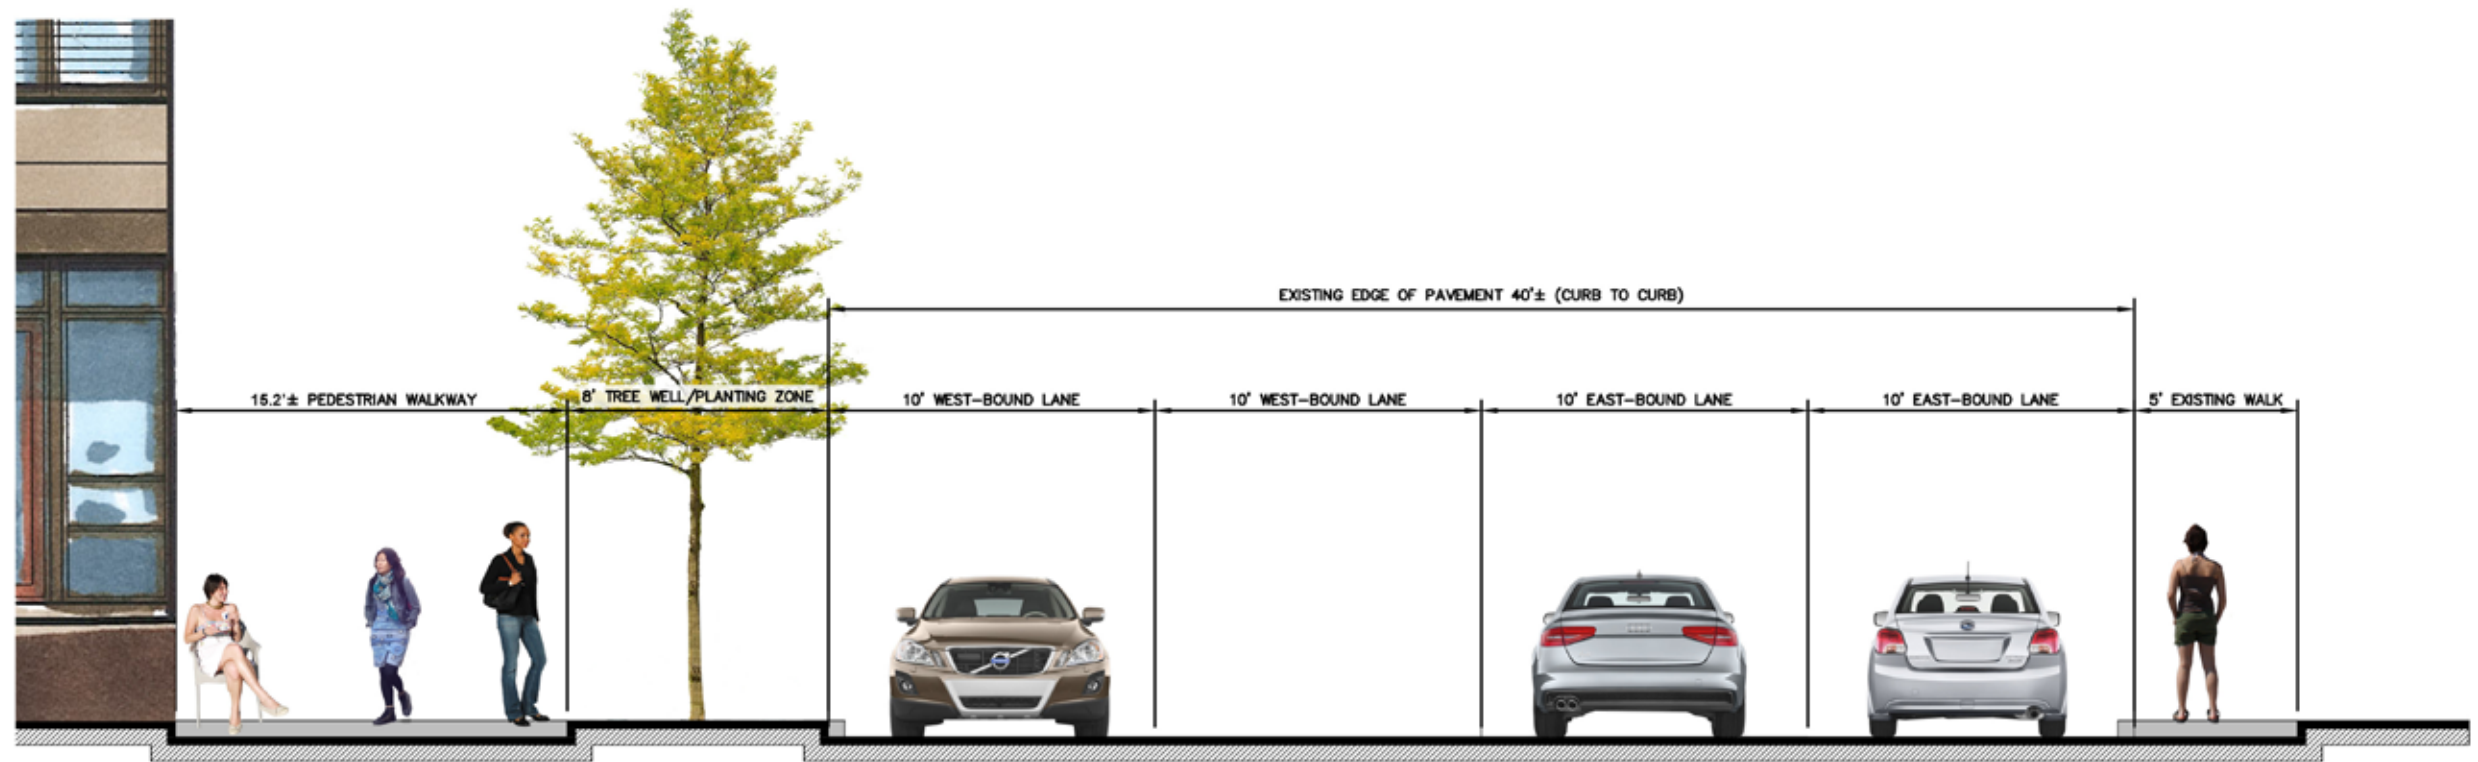 EXISTING EDGE OF PAVEMENT 40'± (CURB TO CURB)
15.2'± PEDESTRIAN WALKWAY
8' TREE WELL/PLANTING ZONE
10' WEST-BOUND LANE
10' WEST-BOUND LANE
10' EAST-BOUND LANE
10' EAST-BOUND LANE
5' EXISTING WALK